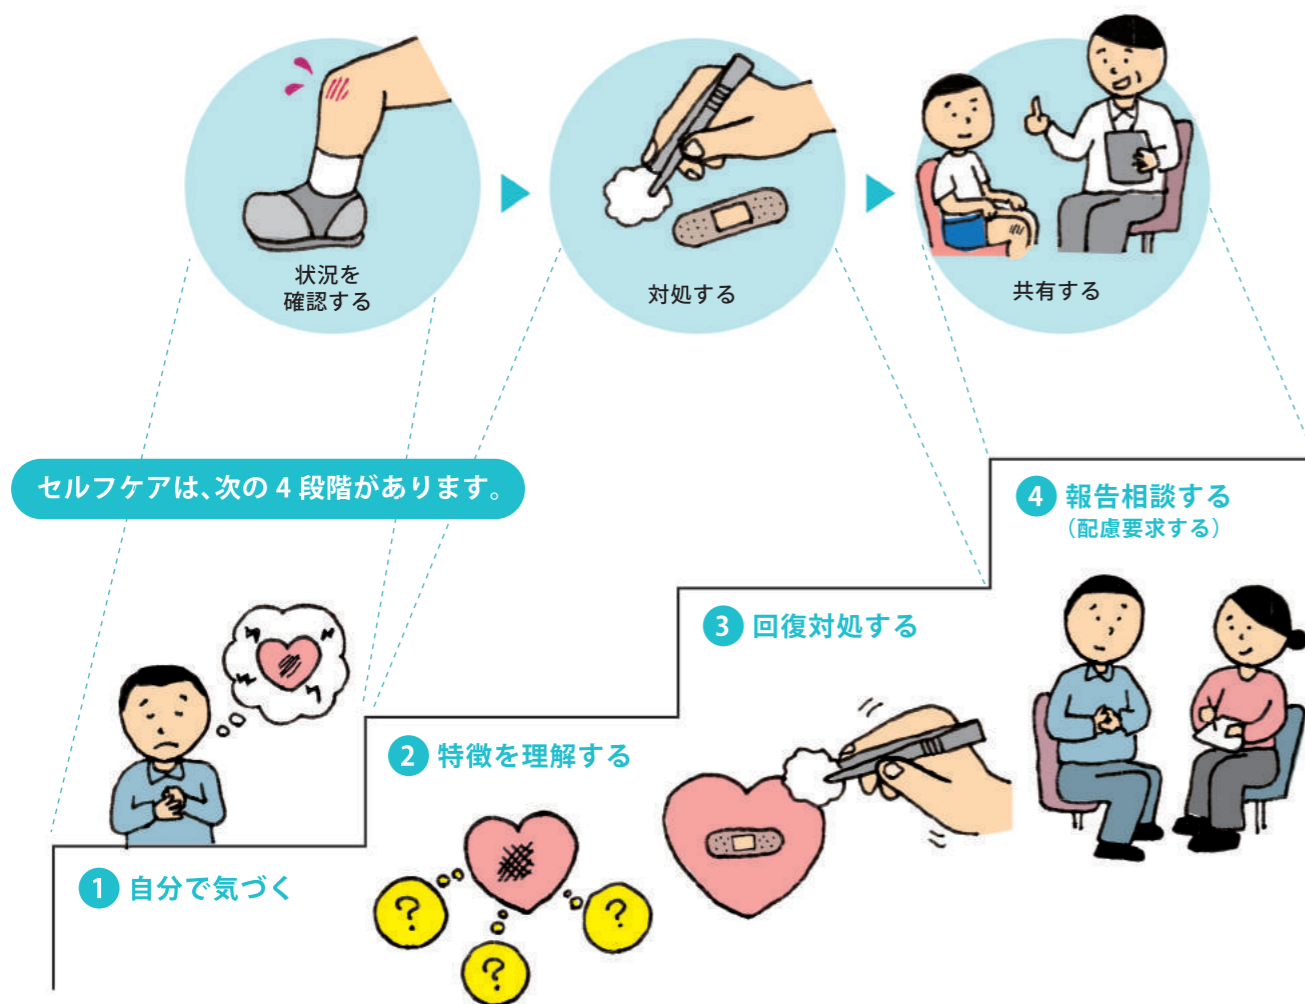 状況を
確認する
対処する
共有する
セルフケアは、次の4段階があります。
4 報告相談する
(配慮要求する)
3 回復対処する
2 特徴を理解する
1 自分で気づく
?
?
?